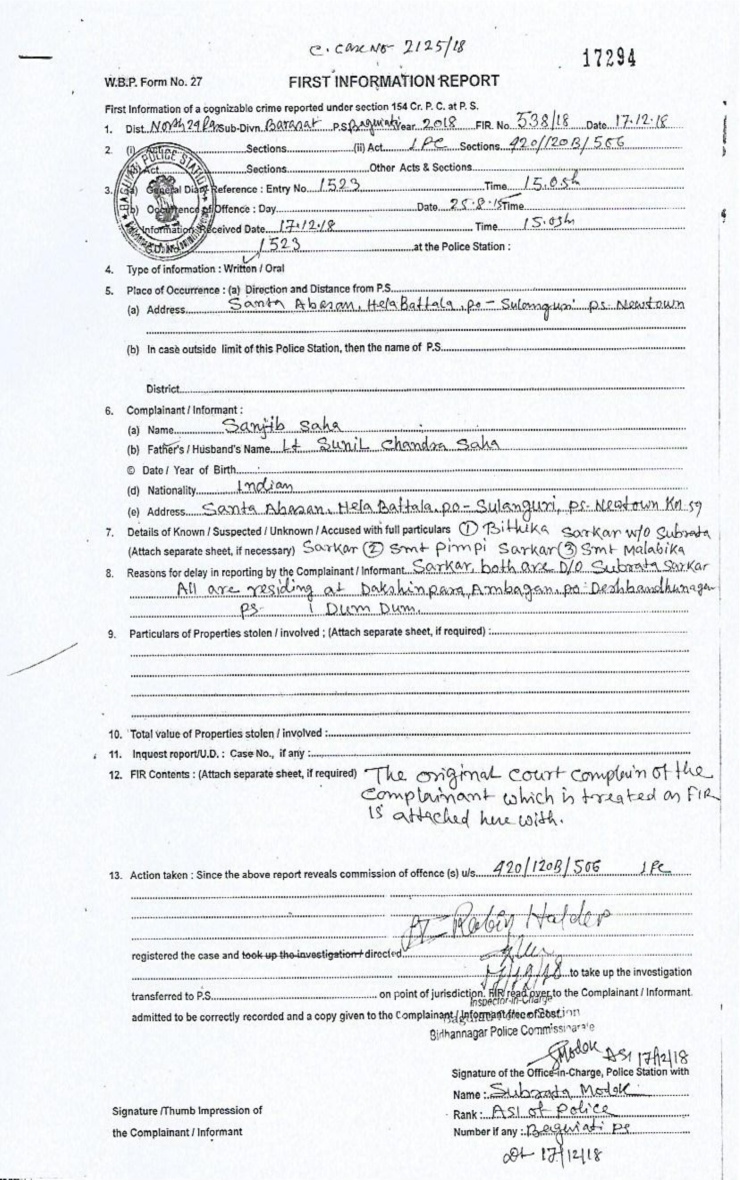 C. Case No 2125/18
17294
W.B.P. Form No. 27
FIRST INFORMATION REPORT
First Information of a cognizable crime reported under section 154 Cr. P. C. at P. S.
1. Dist. North 24 Pgs Sub-Divn. Barasat P.S. Baguiati Year 2018 FIR. No. 538/18 Date 17.12.18
2. (i) Sections (ii) Act IPC Sections 420/120B/506
Act Sections Other Acts & Sections
3. (a) General Diary Reference : Entry No 1523 Time 15.05h
(b) Occurrence of Offence : Day Date 25.8.15 Time
Information Received Date 17.12.18 Time 15.05h
G.D. No. 1523 at the Police Station :
4. Type of information : Written / Oral
5. Place of Occurrence : (a) Direction and Distance from P.S.
(a) Address Santa Abasan, Hela Battala, po - Sulanguri ps. Newtown
(b) In case outside limit of this Police Station, then the name of P.S.
District
6. Complainant / Informant :
(a) Name Sanjib Saha
(b) Father's / Husband's Name Lt Sunil Chandra Saha
© Date / Year of Birth
(d) Nationality Indian
(e) Address Santa Abasan, Hela Battala, po - Sulanguri, ps. Newtown Kol 59
7. Details of Known / Suspected / Unknown / Accused with full particulars ① Bithika Sarkar w/o Subrata
(Attach separate sheet, if necessary) Sarkar ② Smt Pimpi Sarkar ③ Smt Malabika
8. Reasons for delay in reporting by the Complainant / Informant Sarkar both are D/O Subrata Sarkar
All are residing at Dakshinpara, Ambagan, po Deshbandhunagar
ps. Dum Dum.
9. Particulars of Properties stolen / involved ; (Attach separate sheet, if required) :
10. Total value of Properties stolen / involved :
11. Inquest report/U.D. : Case No., if any :
12. FIR Contents : (Attach separate sheet, if required) The original court complain of the
Complainant which is treated as FIR
is attached here with.
13. Action taken : Since the above report reveals commission of offence (s) u/s 420/120B/506 IPC
Rabin Halder
registered the case and took up the investigation directed
17/12/18 to take up the investigation
transferred to P.S. on point of jurisdiction. FIR read over to the Complainant / Informant.
Inspector-in-Charge
admitted to be correctly recorded and a copy given to the Complainant / Informant free of cost.
Baguiati Police Station
Bidhannagar Police Commissionarate
SModok ASI 17/12/18
Signature of the Office-in-Charge, Police Station with
Name : Subrata Modok
Signature /Thumb Impression of
Rank : ASI of Police
the Complainant / Informant
Number if any : Baguiati PS
17/12/18